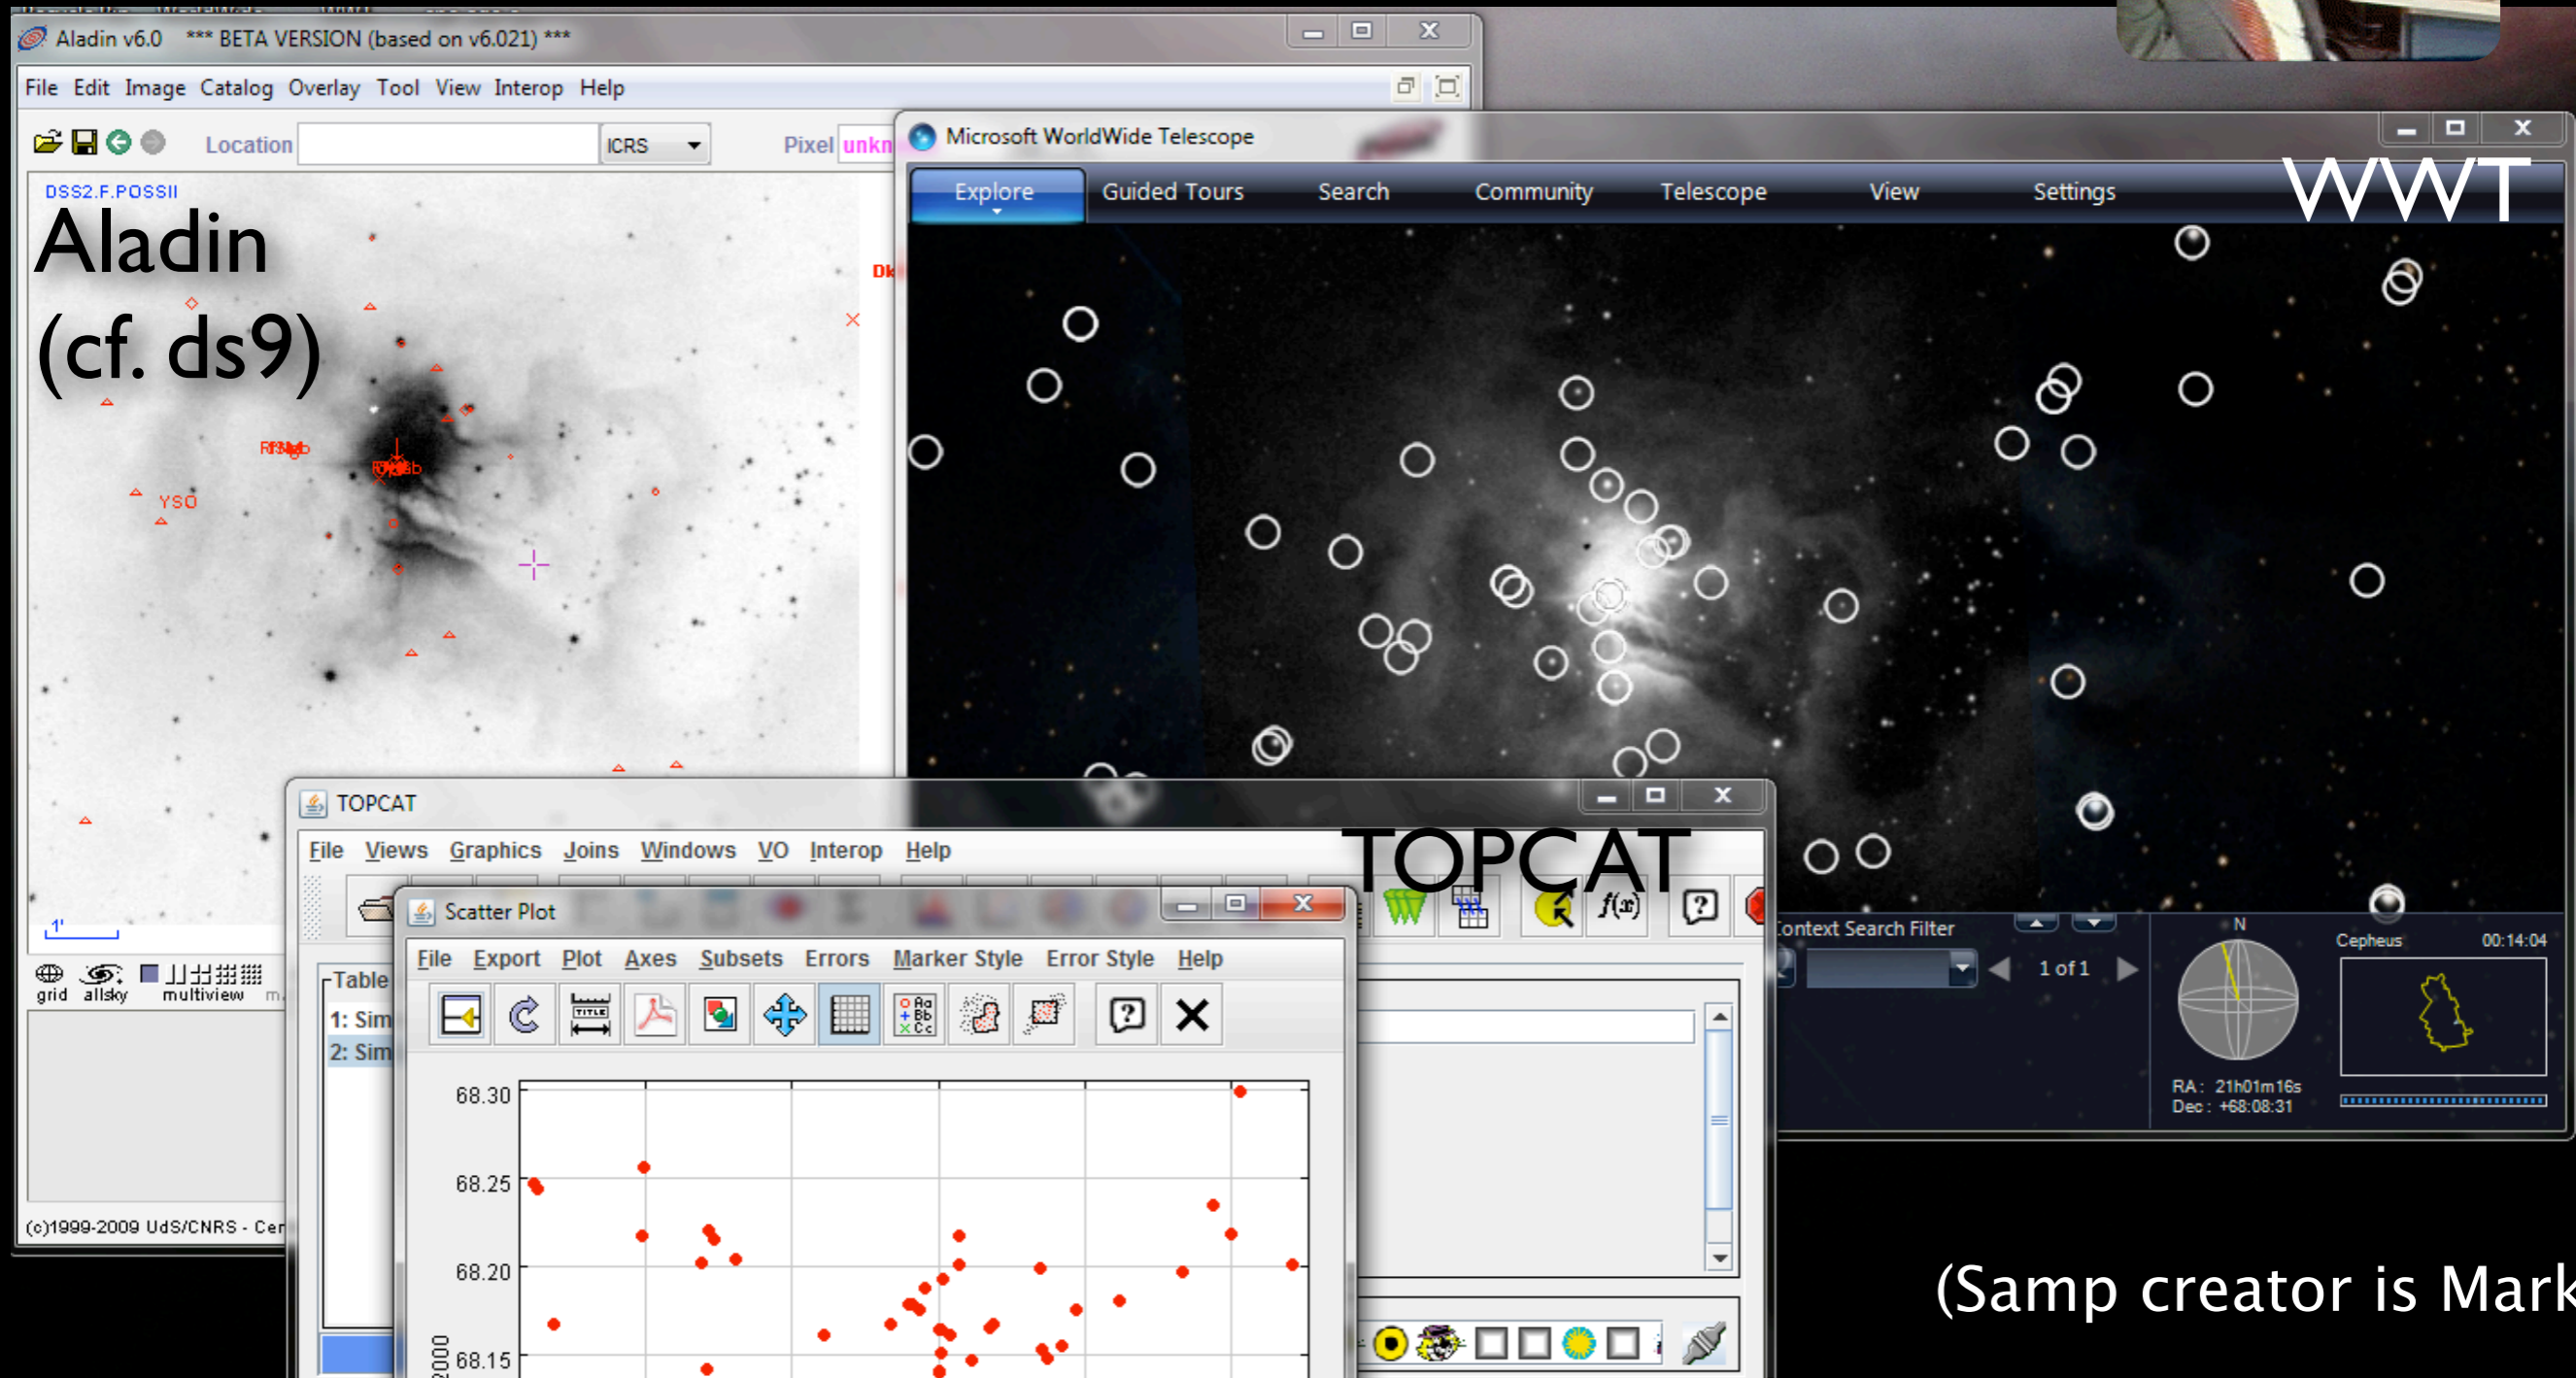 Aladin v6.0 *** BETA VERSION (based on v6.021) ***
File Edit Image Catalog Overlay Tool View Interop Help
Location ICRS Pixel
DSS2.F.POSSII
Aladin
(cf. ds9)
YSO
1'
grid allsky multiview
(c)1999-2009 UdS/CNRS -
Microsoft WorldWide Telescope
WWT
Explore Guided Tours Search Community Telescope View Settings
Context Search Filter
1 of 1
N
Cepheus 00:14:04
RA : 21h01m16s
Dec : +68:08:31
TOPCAT
TOPCAT
File Views Graphics Joins Windows VO Interop Help
f(x) ?
Table
1: Sim
2: Sim
Scatter Plot
File Export Plot Axes Subsets Errors Marker Style Error Style Help
TITLE
Aa
Bb
Cc
?
68.30
68.25
68.20
68.15
(Samp creator is Mark